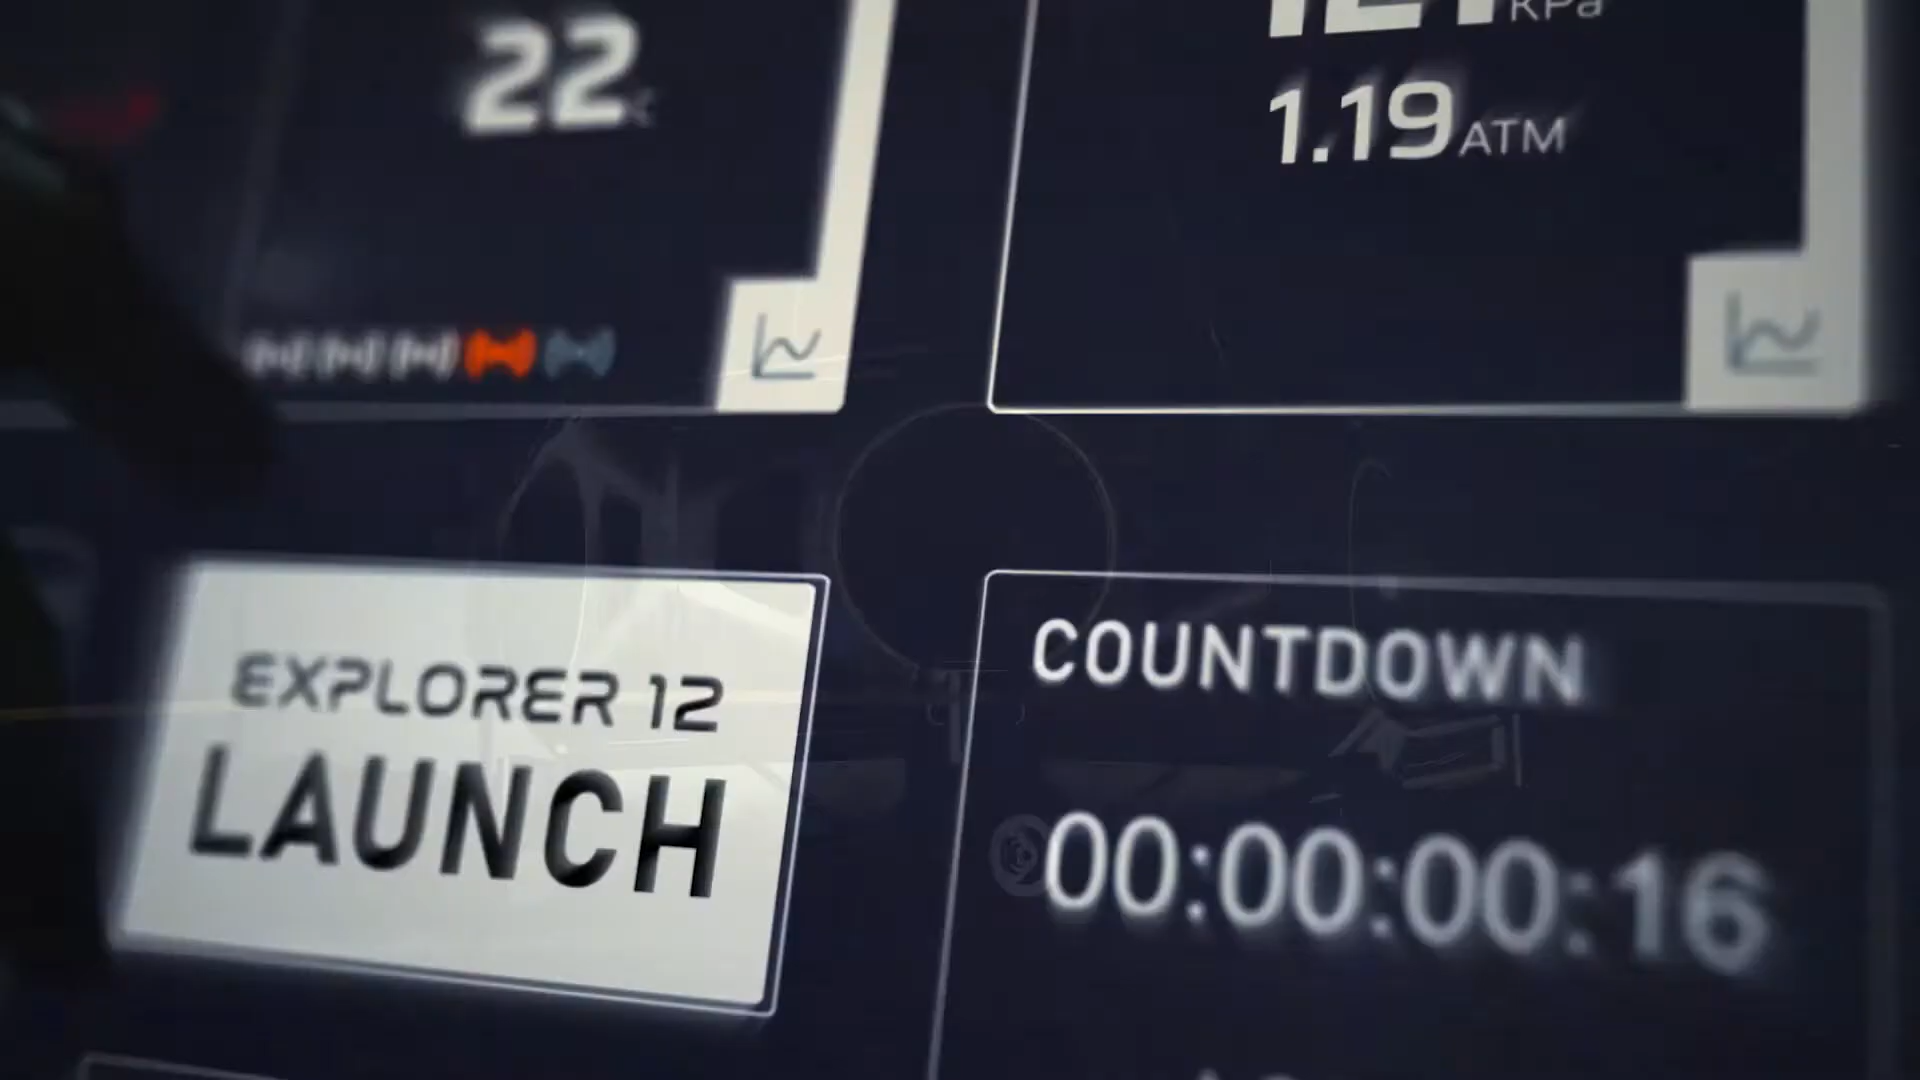 22
KPa
1.19 ATM
EXPLORER 12
LAUNCH
COUNTDOWN
00:00:00:16